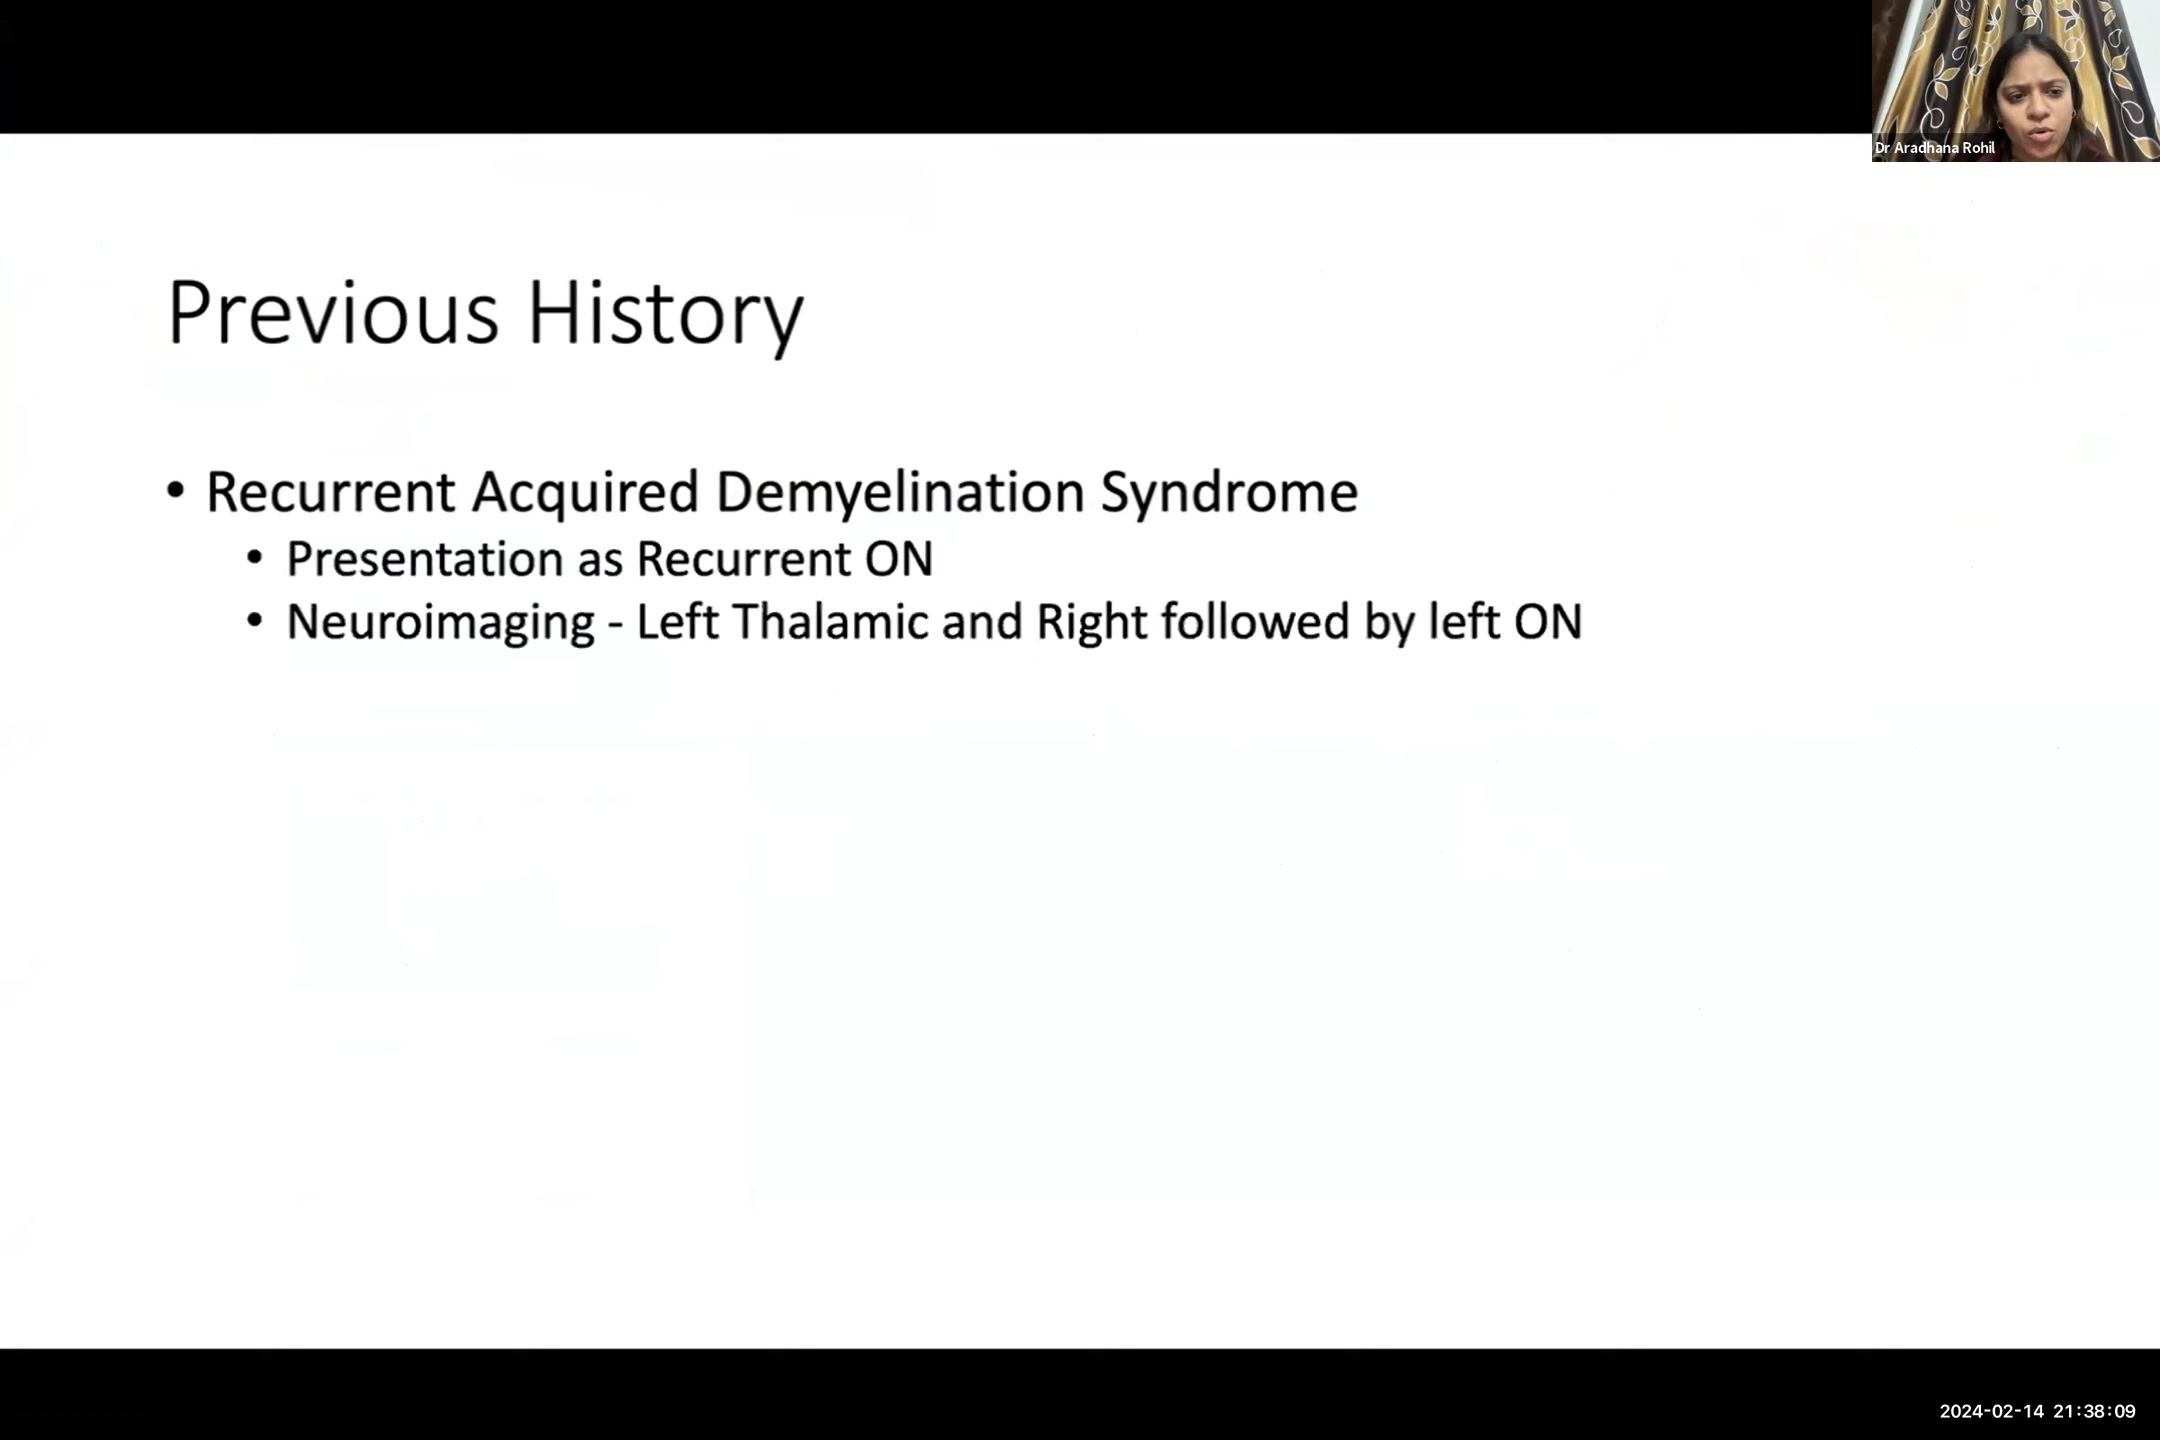 Dr Aradhana Rohil
Previous History
• Recurrent Acquired Demyelination Syndrome
• Presentation as Recurrent ON
• Neuroimaging - Left Thalamic and Right followed by left ON
2024-02-14 21:38:09